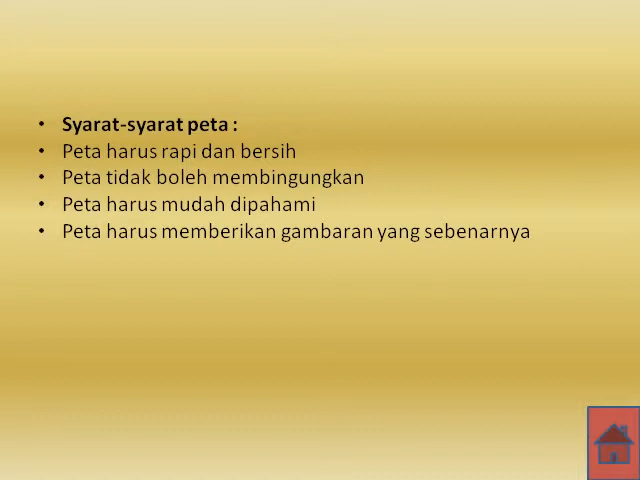 • Syarat-syarat peta :
• Peta harus rapi dan bersih
• Peta tidak boleh membingungkan
• Peta harus mudah dipahami
• Peta harus memberikan gambaran yang sebenarnya